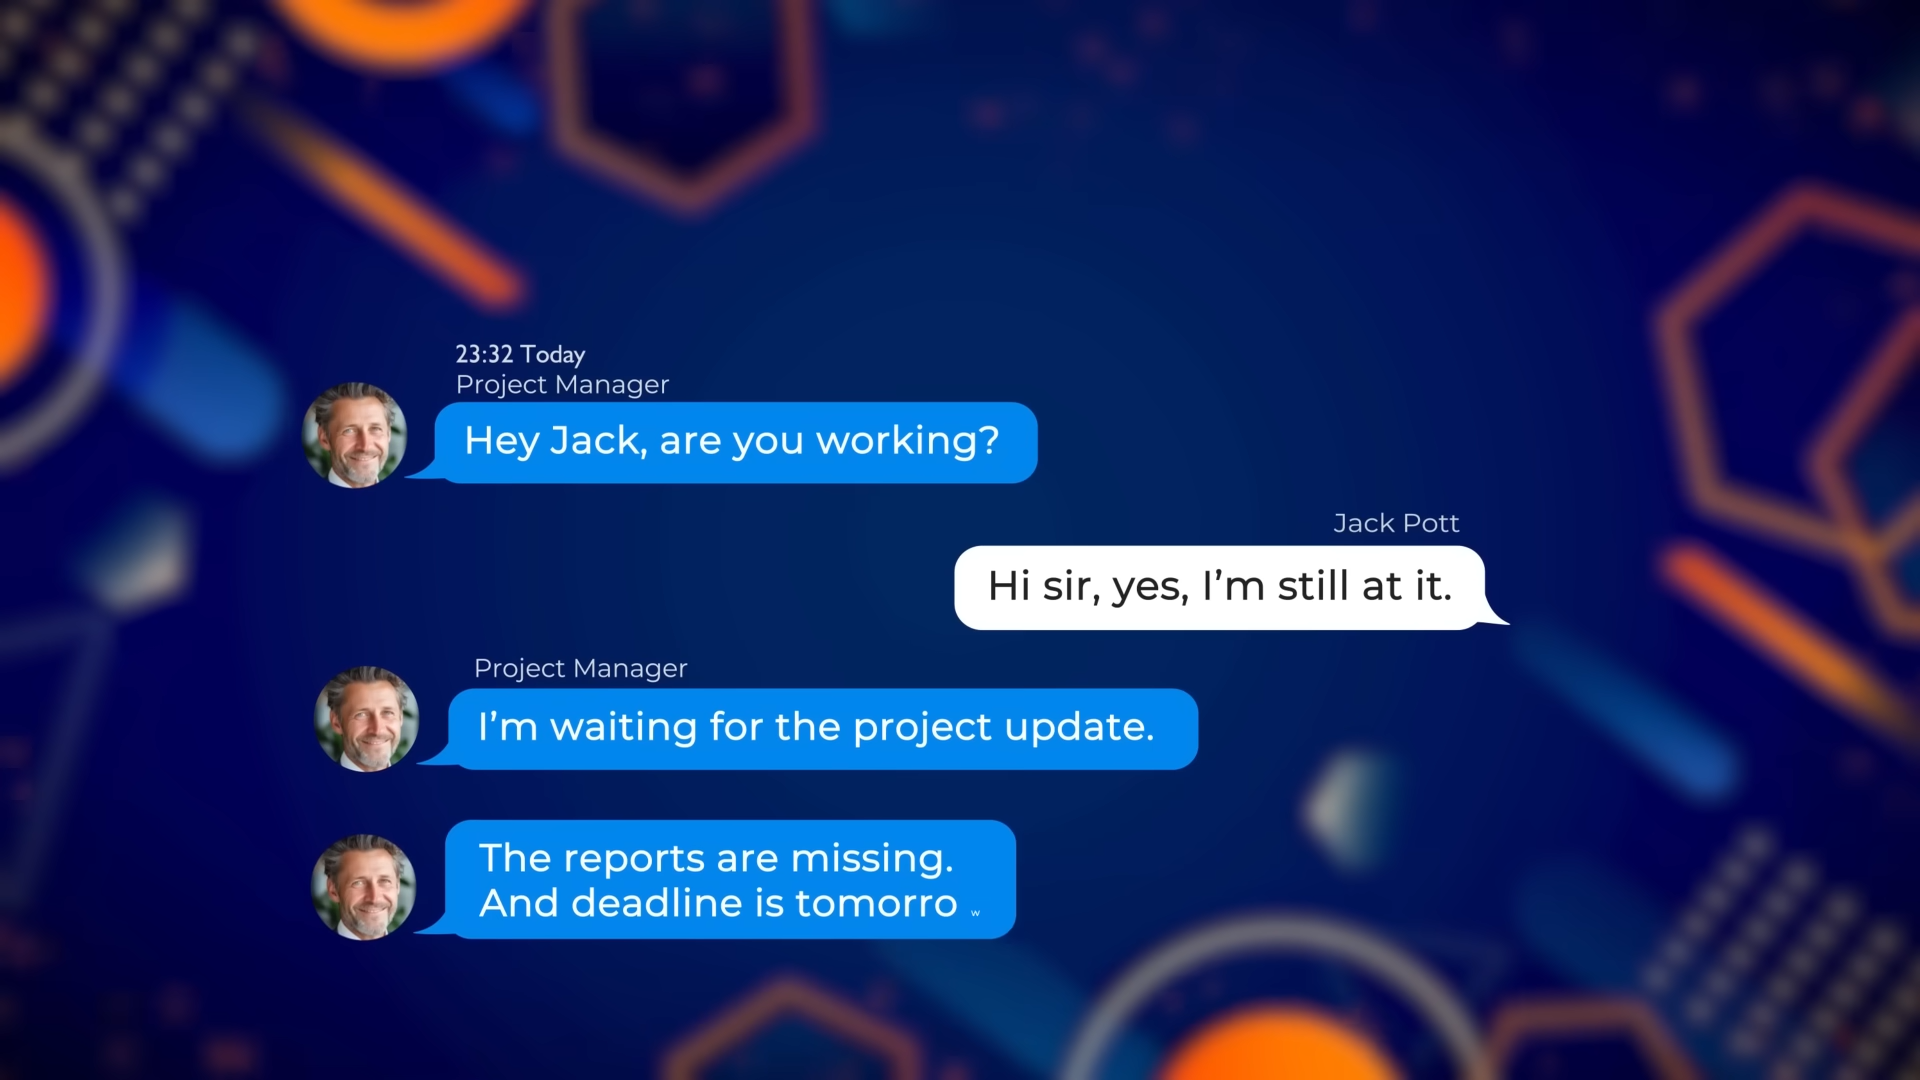 23:32 Today
Project Manager
Hey Jack, are you working?
Jack Pott
Hi sir, yes, I’m still at it.
Project Manager
I’m waiting for the project update.
The reports are missing.
And deadline is tomorrow